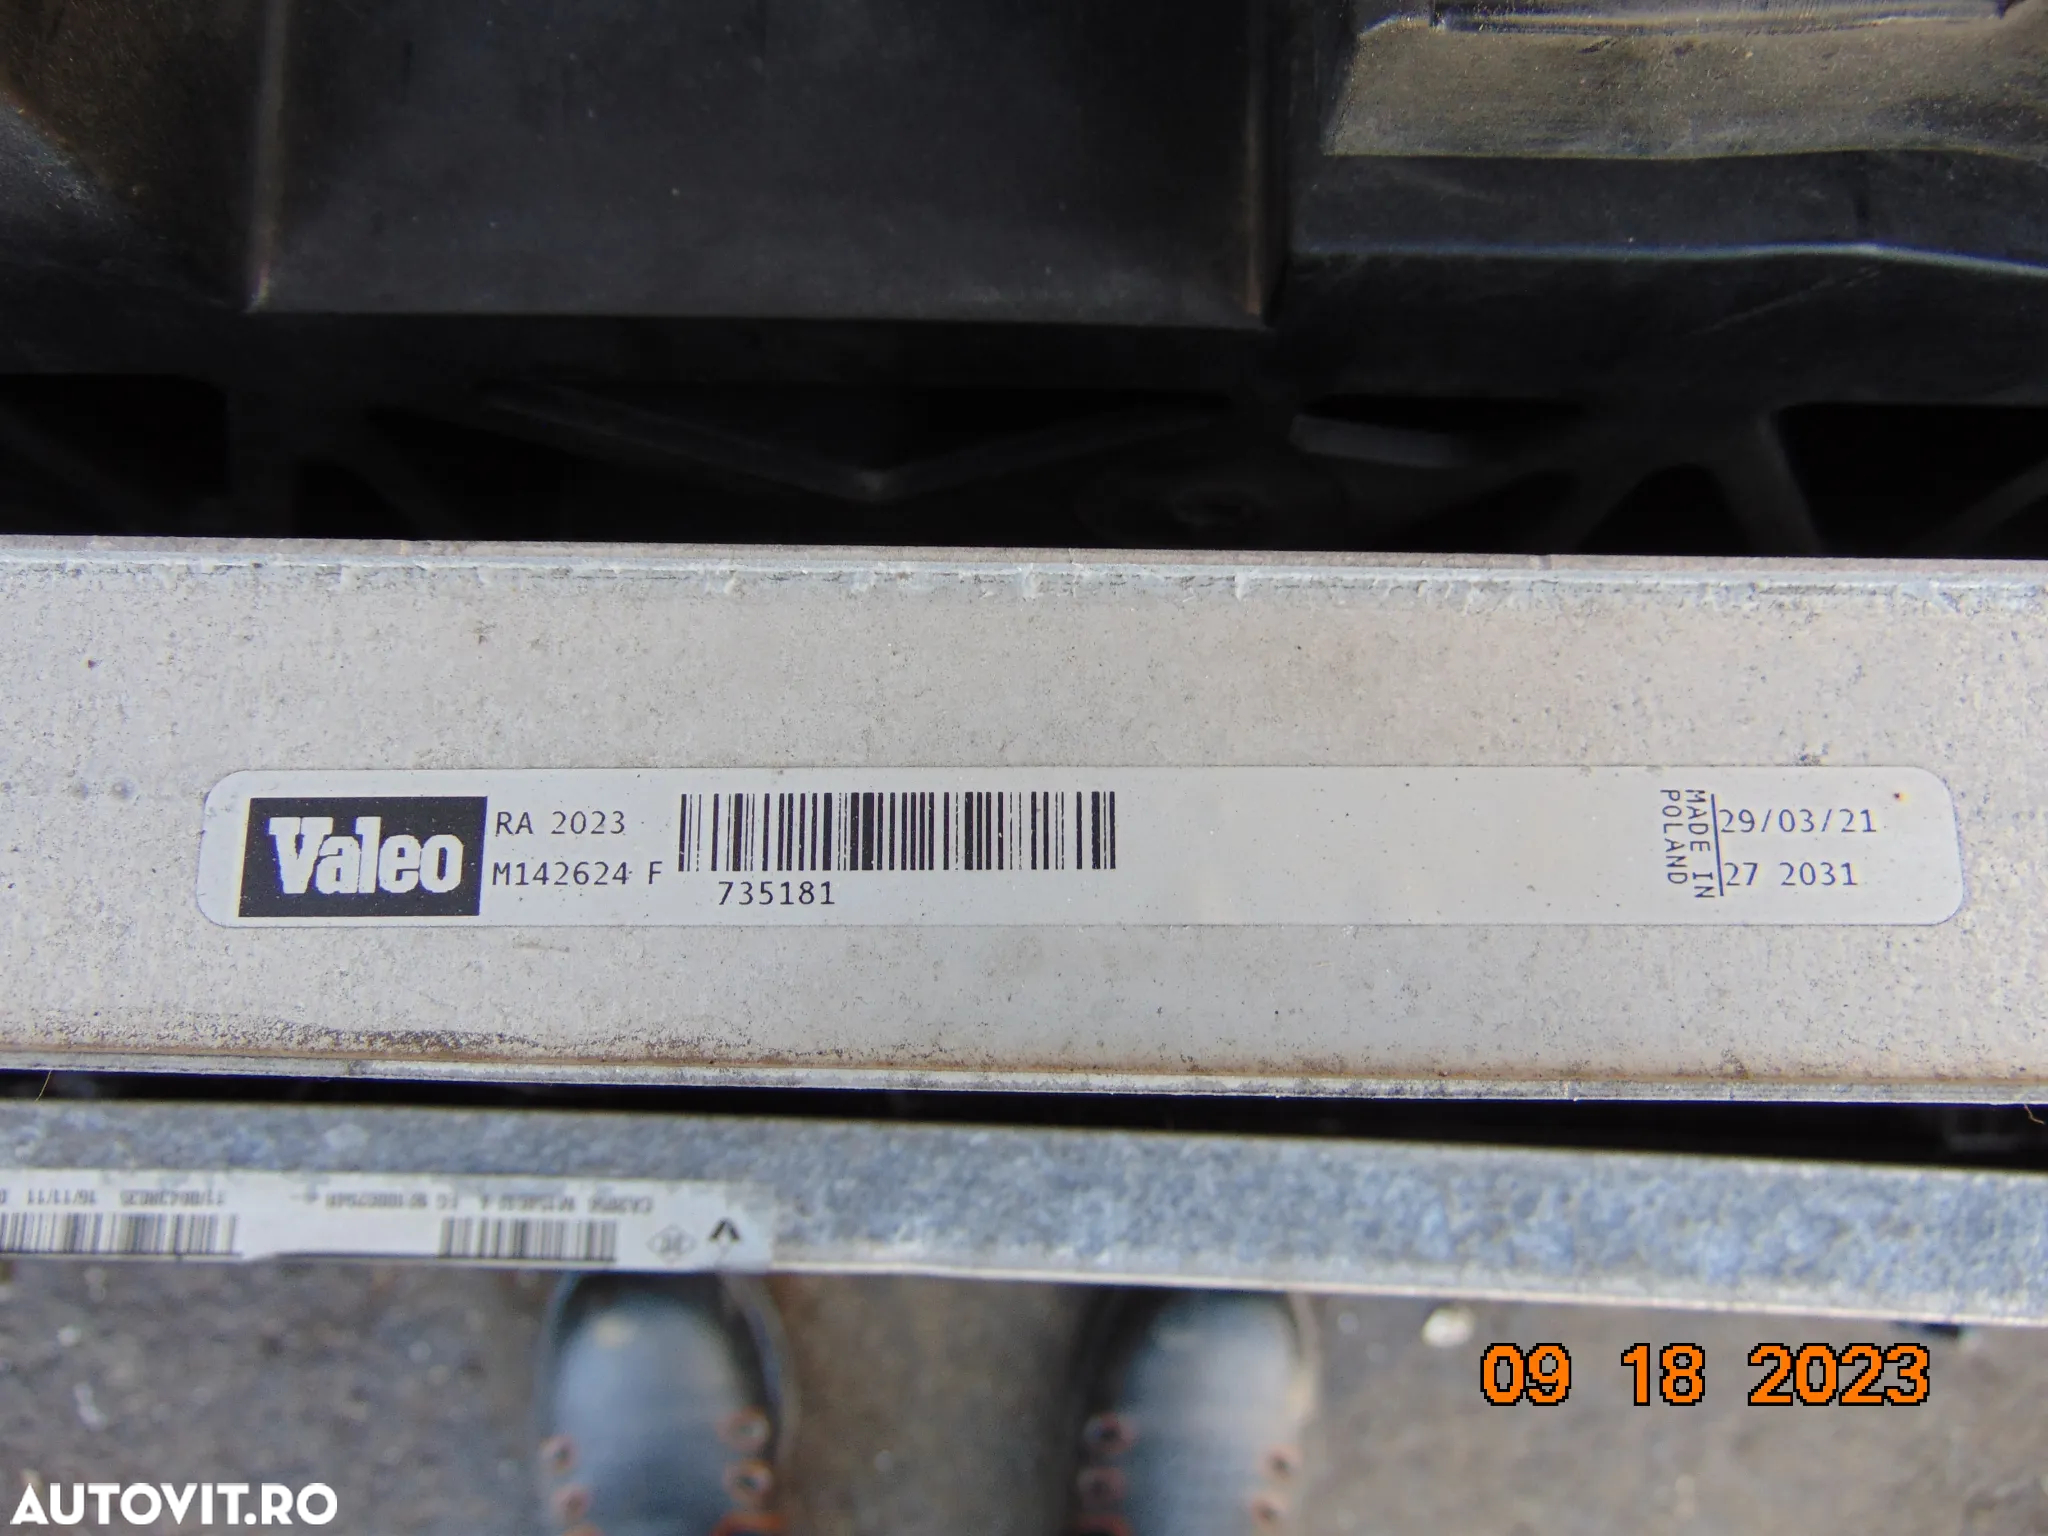 Valeo
RA 2023
M142624 F
735181
MADE IN
POLAND
29/03/21
27 2031
09 18 2023
AUTOVIT.RO